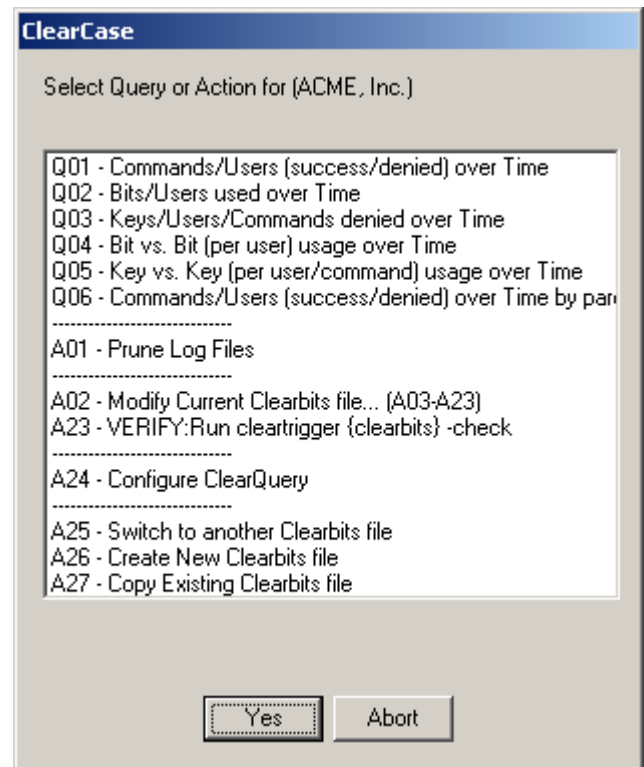 ClearCase
Select Query or Action for (ACME, Inc.)
Q01 - Commands/Users (success/denied) over Time
Q02 - Bits/Users used over Time
Q03 - Keys/Users/Commands denied over Time
Q04 - Bit vs. Bit (per user) usage over Time
Q05 - Key vs. Key (per user/command) usage over Time
Q06 - Commands/Users (success/denied) over Time by
------------------------------
A01 - Prune Log Files
------------------------------
A02 - Modify Current Clearbits file... (A03-A23)
A23 - VERIFY:Run cleartrigger {clearbits} -check
------------------------------
A24 - Configure ClearQuery
------------------------------
A25 - Switch to another Clearbits file
A26 - Create New Clearbits file
A27 - Copy Existing Clearbits file
Yes Abort